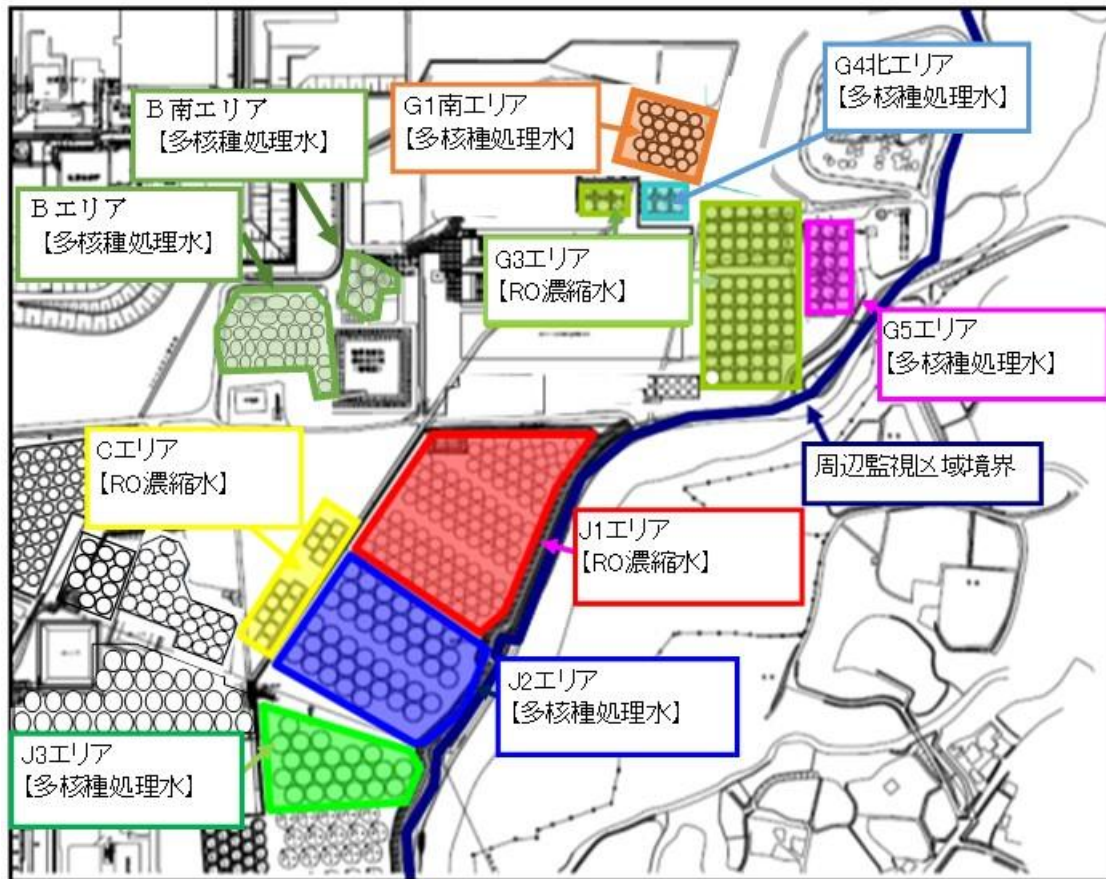 G4北エリア
【多核種処理水】
B南エリア
【多核種処理水】
G1南エリア
【多核種処理水】
Bエリア
【多核種処理水】
G3エリア
【RO濃縮水】
G5エリア
【多核種処理水】
Cエリア
【RO濃縮水】
周辺監視区域境界
J1エリア
【RO濃縮水】
J2エリア
【多核種処理水】
J3エリア
【多核種処理水】